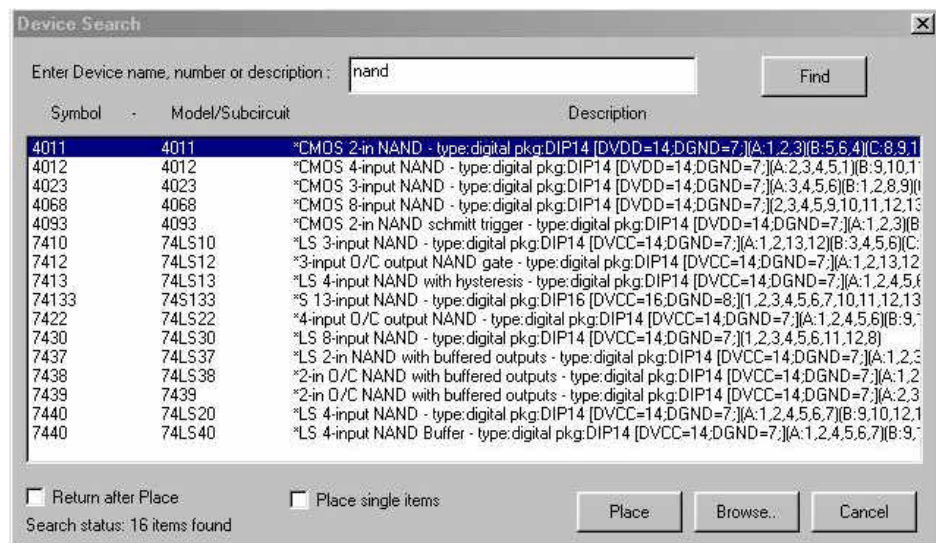 Device Search
Enter Device name, number or description : nand Find
Symbol - Model/Subcircuit Description
4011 4011 *CMOS 2-in NAND - type:digital pkg:DIP14 [DVDD=14;DGND=7;](A:1,2,3)(B:5,6,4)(C:8,9,1
4012 4012 *CMOS 4-input NAND - type:digital pkg:DIP14 [DVDD=14;DGND=7;](A:2,3,4,5,1)(B:9,10,1
4023 4023 *CMOS 3-input NAND - type:digital pkg:DIP14 [DVDD=14;DGND=7;](A:3,4,5,6)(B:1,2,8,9)(
4068 4068 *CMOS 8-input NAND - type:digital pkg:DIP14 [DVDD=14;DGND=7;](2,3,4,5,9,10,11,12,13
4093 4093 *CMOS 2-in NAND schmitt trigger - type:digital pkg:DIP14 [DVDD=14;DGND=7;](A:1,2,3)(B
7410 74LS10 *LS 3-input NAND - type:digital pkg:DIP14 [DVCC=14;DGND=7;](A:1,2,13,12)(B:3,4,5,6)(C:
7412 74LS12 *3-input O/C output NAND gate - type:digital pkg:DIP14 [DVCC=14;DGND=7;](A:1,2,13,12
7413 74LS13 *LS 4-input NAND with hysteresis - type:digital pkg:DIP14 [DVCC=14;DGND=7;](A:1,2,4,5,6
74133 74S133 *S 13-input NAND - type:digital pkg:DIP16 [DVCC=16;DGND=8;](1,2,3,4,5,6,7,10,11,12,13
7422 74LS22 *4-input O/C output NAND - type:digital pkg:DIP14 [DVCC=14;DGND=7;](A:1,2,4,5,6)(B:9,
7430 74LS30 *LS 8-input NAND - type:digital pkg:DIP14 [DVCC=14;DGND=7;](1,2,3,4,5,6,11,12,8)
7437 74LS37 *LS 2-in NAND with buffered outputs - type:digital pkg:DIP14 [DVCC=14;DGND=7;](A:1,2,3
7438 74LS38 *2-in O/C NAND with buffered outputs - type:digital pkg:DIP14 [DVCC=14;DGND=7;](A:1,2
7439 7439 *2-in O/C NAND with buffered outputs - type:digital pkg:DIP14 [DVCC=14;DGND=7;](A:2,3
7440 74LS20 *LS 4-input NAND - type:digital pkg:DIP14 [DVCC=14;DGND=7;](A:1,2,4,5,6,7)(B:9,10,12,1
7440 74LS40 *LS 4-input NAND Buffer - type:digital pkg:DIP14 [DVCC=14;DGND=7;](A:1,2,4,5,6,7)(B:9,
Return after Place Place single items Place Browse.. Cancel
Search status: 16 items found